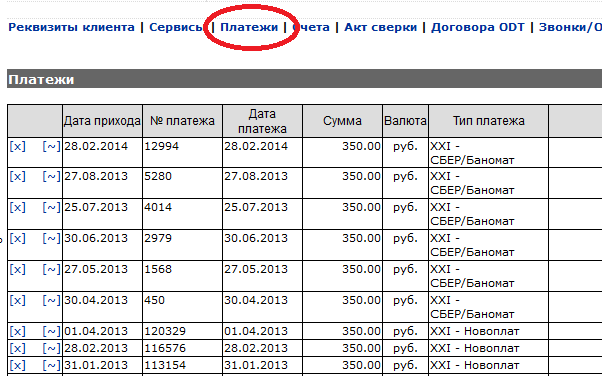 Реквизиты клиента | Сервисы | Платежи | Счета | Акт сверки | Договора ODT | Звонки/О
Платежи
Дата прихода № платежа Дата платежа Сумма Валюта Тип платежа
[x] [~] 28.02.2014 12994 28.02.2014 350.00 руб. XXI -
СБЕР/Баномат
[x] [~] 27.08.2013 5280 27.08.2013 350.00 руб. XXI -
СБЕР/Баномат
[x] [~] 25.07.2013 4014 25.07.2013 350.00 руб. XXI -
СБЕР/Баномат
[x] [~] 30.06.2013 2979 30.06.2013 350.00 руб. XXI -
СБЕР/Баномат
[x] [~] 27.05.2013 1568 27.05.2013 350.00 руб. XXI -
СБЕР/Баномат
[x] [~] 30.04.2013 450 30.04.2013 350.00 руб. XXI -
СБЕР/Баномат
[x] [~] 01.04.2013 120329 01.04.2013 350.00 руб. XXI - Новоплат
[x] [~] 28.02.2013 116576 28.02.2013 350.00 руб. XXI - Новоплат
[x] [~] 31.01.2013 113154 31.01.2013 350.00 руб. XXI - Новоплат